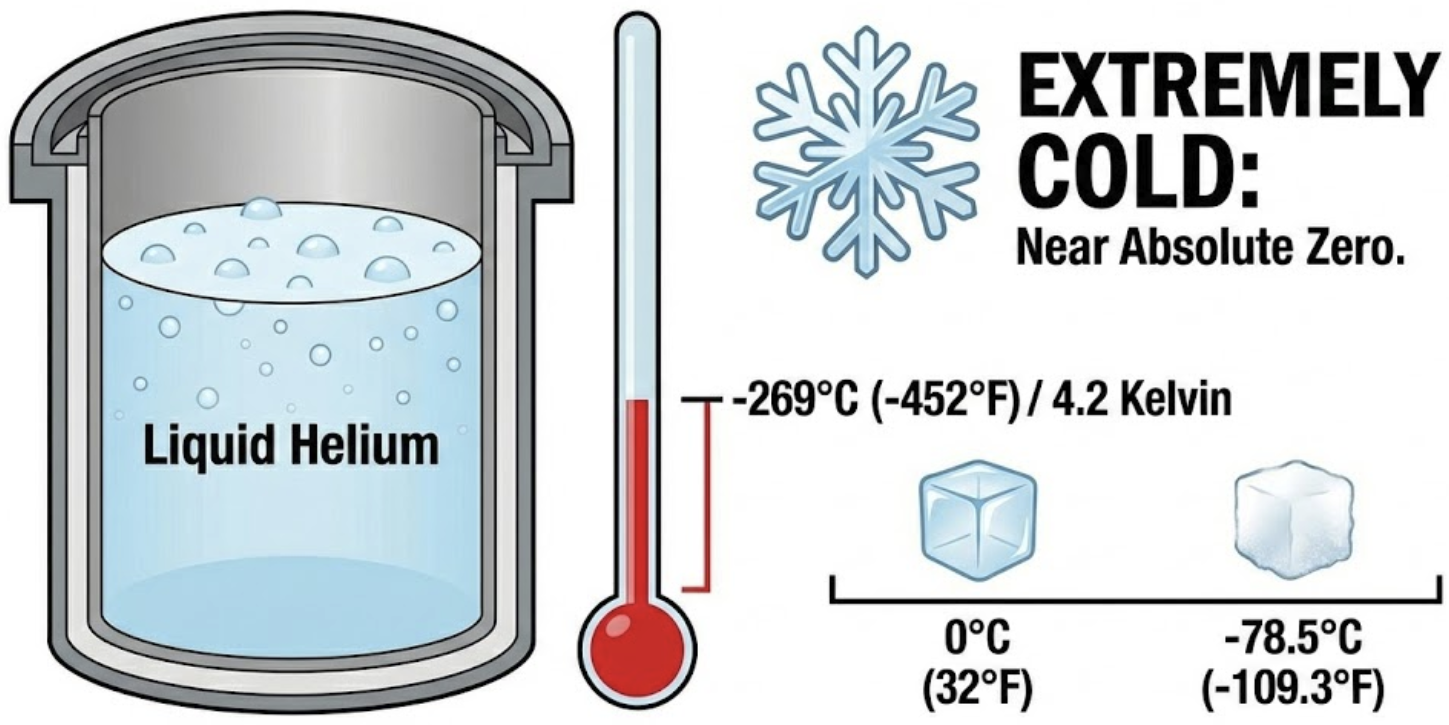 EXTREMELY
COLD:
Near Absolute Zero.
Liquid Helium
-269°C (-452°F) / 4.2 Kelvin
0°C
(32°F)
-78.5°C
(-109.3°F)